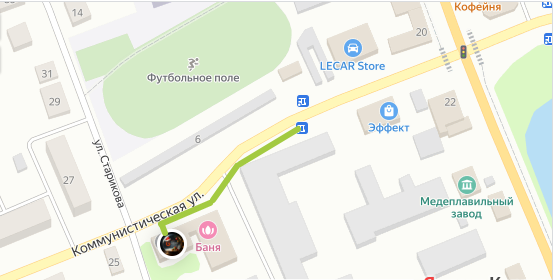 Кофейня
20
LECAR Store
Футбольное поле
31
29
22
Эффект
6
ул. Старикова
27
Медеплавильный
завод
Коммунистическая ул.
Баня
25